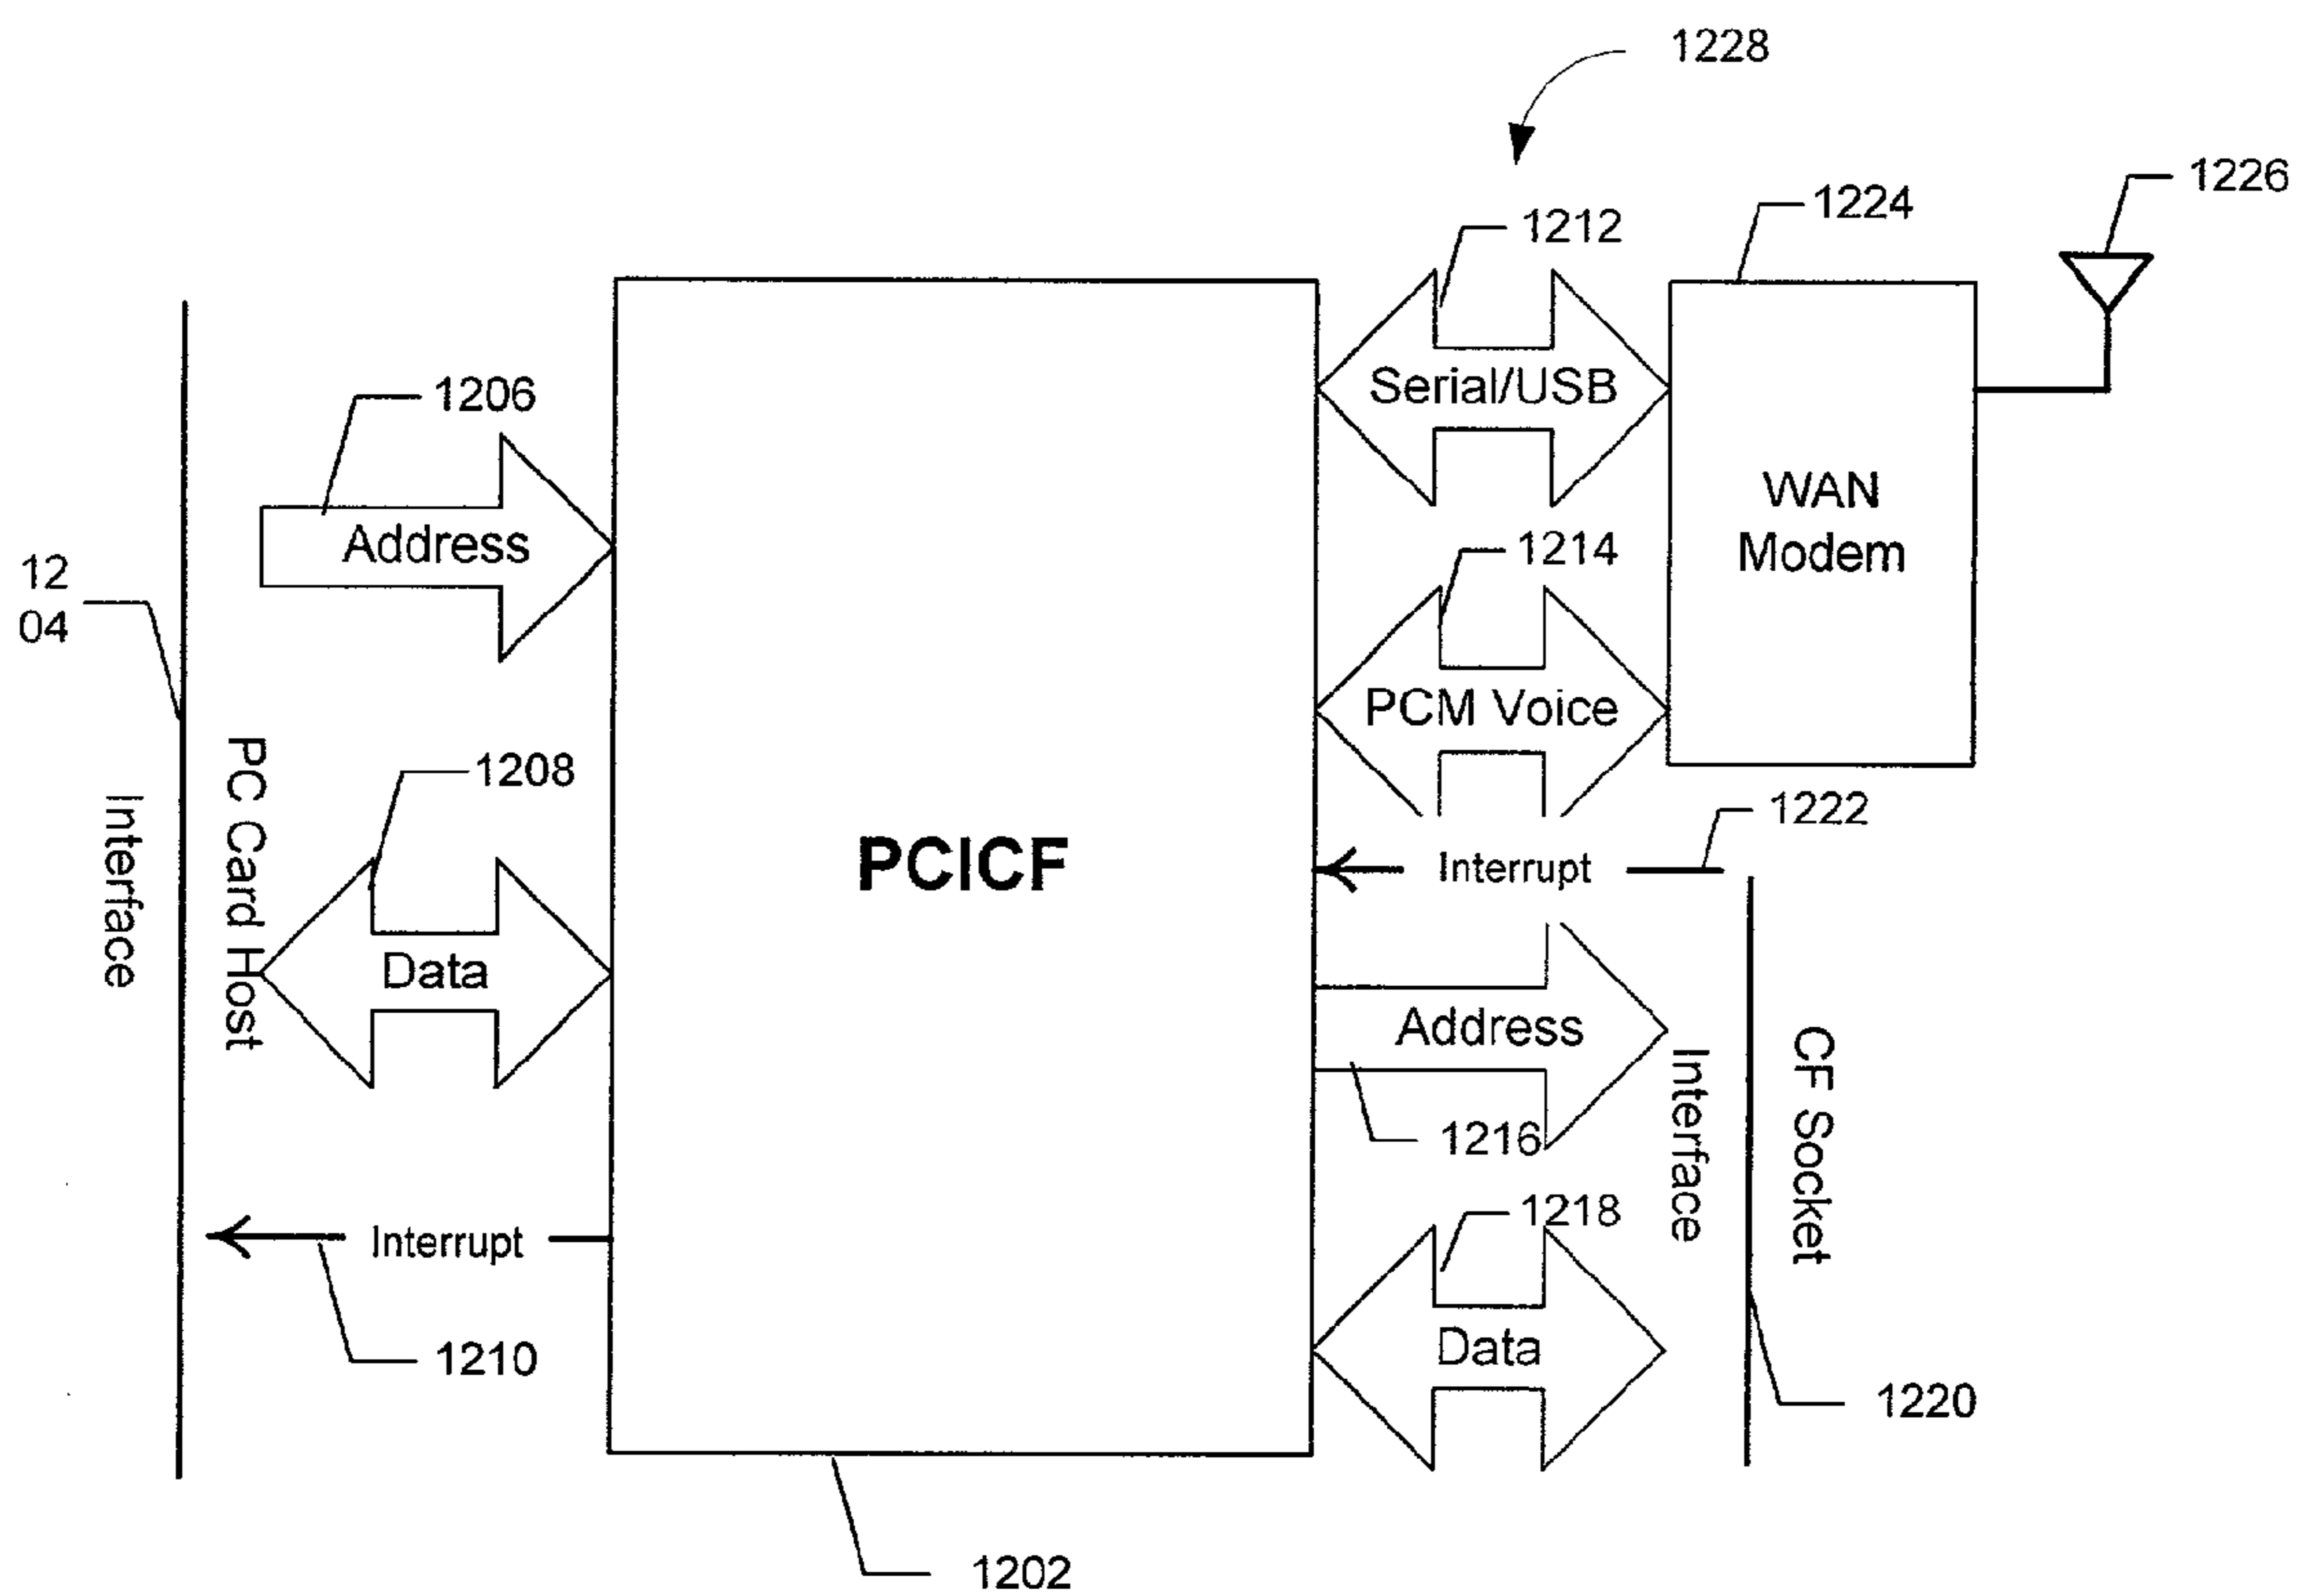 1228
1226
1224
1212
Serial/USB
1206
WAN
Modem
Address
1214
12
04
PCM Voice
1208
PC Card Host
Interface
1222
PCICF
Interrupt
Data
Address
CF Socket
Interface
1216
1218
Interrupt
Data
1210
1220
1202